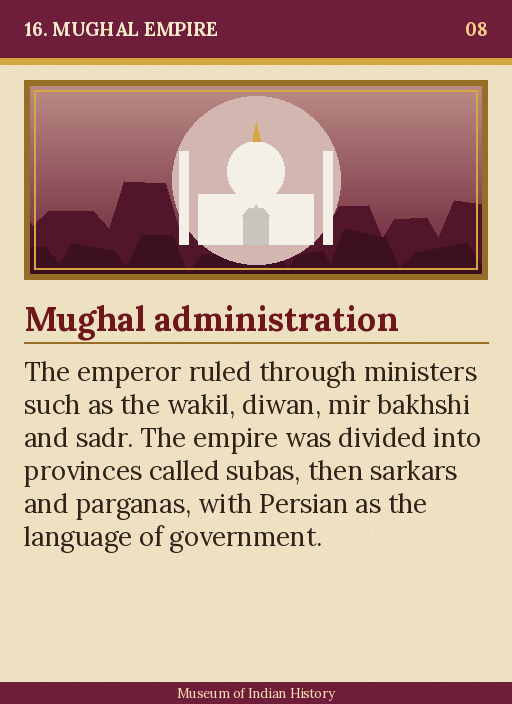 16. MUGHAL EMPIRE
08
Mughal administration
The emperor ruled through ministers
such as the wakil, diwan, mir bakhshi
and sadr. The empire was divided into
provinces called subas, then sarkars
and parganas, with Persian as the
language of government.
Museum of Indian History